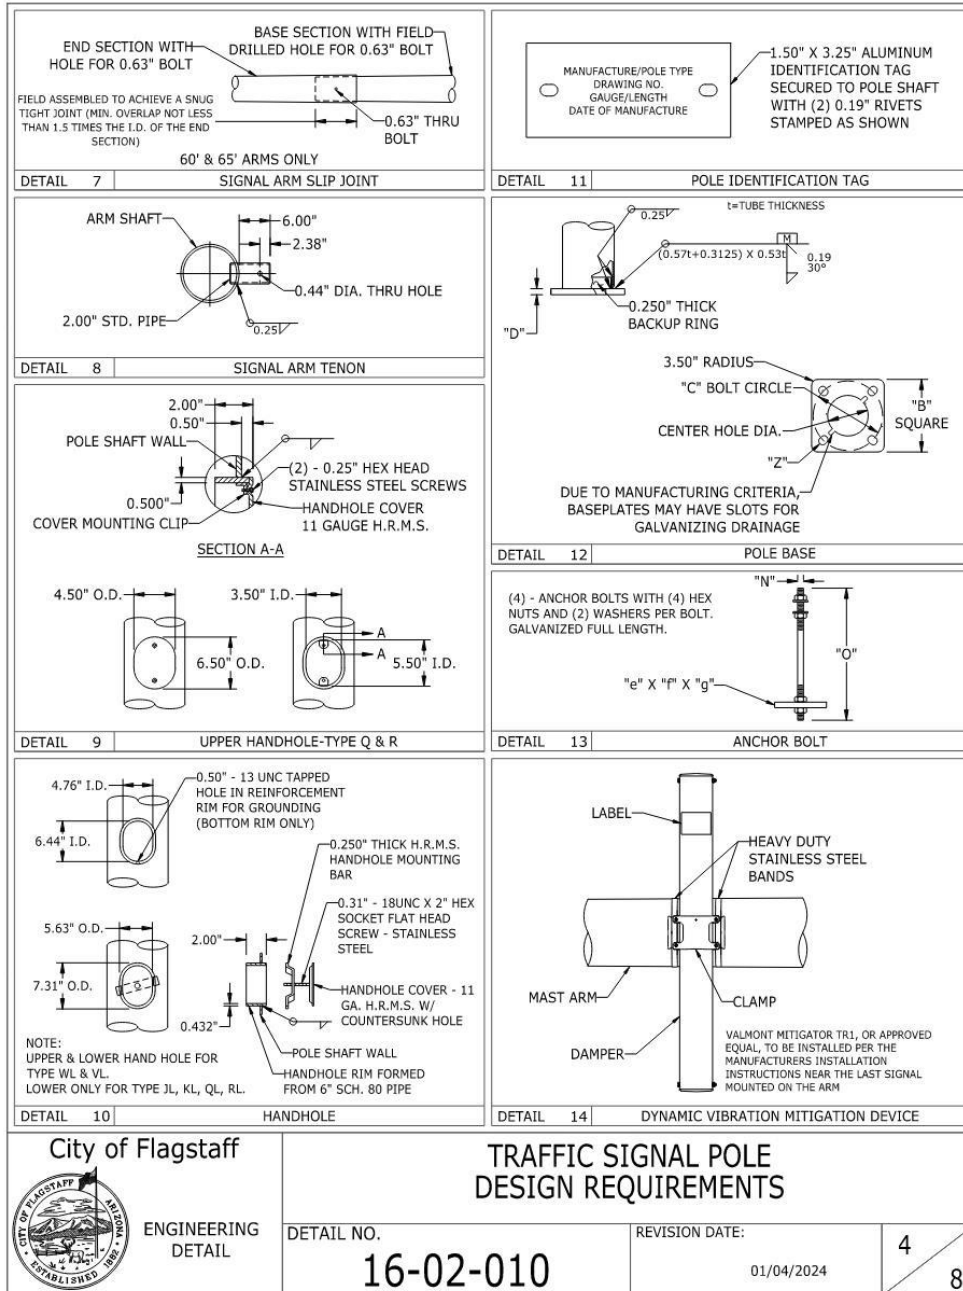 END SECTION WITH
HOLE FOR 0.63" BOLT
BASE SECTION WITH FIELD
DRILLED HOLE FOR 0.63" BOLT
FIELD ASSEMBLED TO ACHIEVE A SNUG
TIGHT JOINT (MIN. OVERLAP NOT LESS
THAN 1.5 TIMES THE I.D. OF THE END
SECTION)
0.63" THRU
BOLT
60' & 65' ARMS ONLY
DETAIL 7 SIGNAL ARM SLIP JOINT
MANUFACTURE/POLE TYPE
DRAWING NO.
GAUGE/LENGTH
DATE OF MANUFACTURE
1.50" X 3.25" ALUMINUM
IDENTIFICATION TAG
SECURED TO POLE SHAFT
WITH (2) 0.19" RIVETS
STAMPED AS SHOWN
DETAIL 11 POLE IDENTIFICATION TAG
ARM SHAFT
6.00"
2.38"
0.44" DIA. THRU HOLE
2.00" STD. PIPE
0.25
DETAIL 8 SIGNAL ARM TENON
t=TUBE THICKNESS
0.25
M
(0.57t+0.3125) X 0.53t
0.19
30°
"D"
0.250" THICK
BACKUP RING
3.50" RADIUS
"C" BOLT CIRCLE
CENTER HOLE DIA.
"Z"
"B"
SQUARE
DUE TO MANUFACTURING CRITERIA,
BASEPLATES MAY HAVE SLOTS FOR
GALVANIZING DRAINAGE
DETAIL 12 POLE BASE
2.00"
0.50"
POLE SHAFT WALL
(2) - 0.25" HEX HEAD
STAINLESS STEEL SCREWS
0.500"
HANDHOLE COVER
11 GAUGE H.R.M.S.
COVER MOUNTING CLIP
SECTION A-A
4.50" O.D.
3.50" I.D.
A
A
6.50" O.D.
5.50" I.D.
DETAIL 9 UPPER HANDHOLE-TYPE Q & R
"N"
(4) - ANCHOR BOLTS WITH (4) HEX
NUTS AND (2) WASHERS PER BOLT.
GALVANIZED FULL LENGTH.
"O"
"e" X "f" X "g"
DETAIL 13 ANCHOR BOLT
4.76" I.D.
0.50" - 13 UNC TAPPED
HOLE IN REINFORCEMENT
RIM FOR GROUNDING
(BOTTOM RIM ONLY)
6.44" I.D.
0.250" THICK H.R.M.S.
HANDHOLE MOUNTING
BAR
0.31" - 18UNC X 2" HEX
SOCKET FLAT HEAD
SCREW - STAINLESS
STEEL
5.63" O.D.
2.00"
7.31" O.D.
HANDHOLE COVER - 11
GA. H.R.M.S. W/
COUNTERSUNK HOLE
0.432"
POLE SHAFT WALL
HANDHOLE RIM FORMED
FROM 6" SCH. 80 PIPE
NOTE:
UPPER & LOWER HAND HOLE FOR
TYPE WL & VL.
LOWER ONLY FOR TYPE JL, KL, QL, RL.
DETAIL 10 HANDHOLE
LABEL
HEAVY DUTY
STAINLESS STEEL
BANDS
MAST ARM
CLAMP
DAMPER
VALMONT MITIGATOR TR1, OR APPROVED
EQUAL, TO BE INSTALLED PER THE
MANUFACTURERS INSTALLATION
INSTRUCTIONS NEAR THE LAST SIGNAL
MOUNTED ON THE ARM
DETAIL 14 DYNAMIC VIBRATION MITIGATION DEVICE
City of Flagstaff
CITY OF FLAGSTAFF ARIZONA
ESTABLISHED 1882
ENGINEERING
DETAIL
TRAFFIC SIGNAL POLE
DESIGN REQUIREMENTS
DETAIL NO.
16-02-010
REVISION DATE:
01/04/2024
4
8